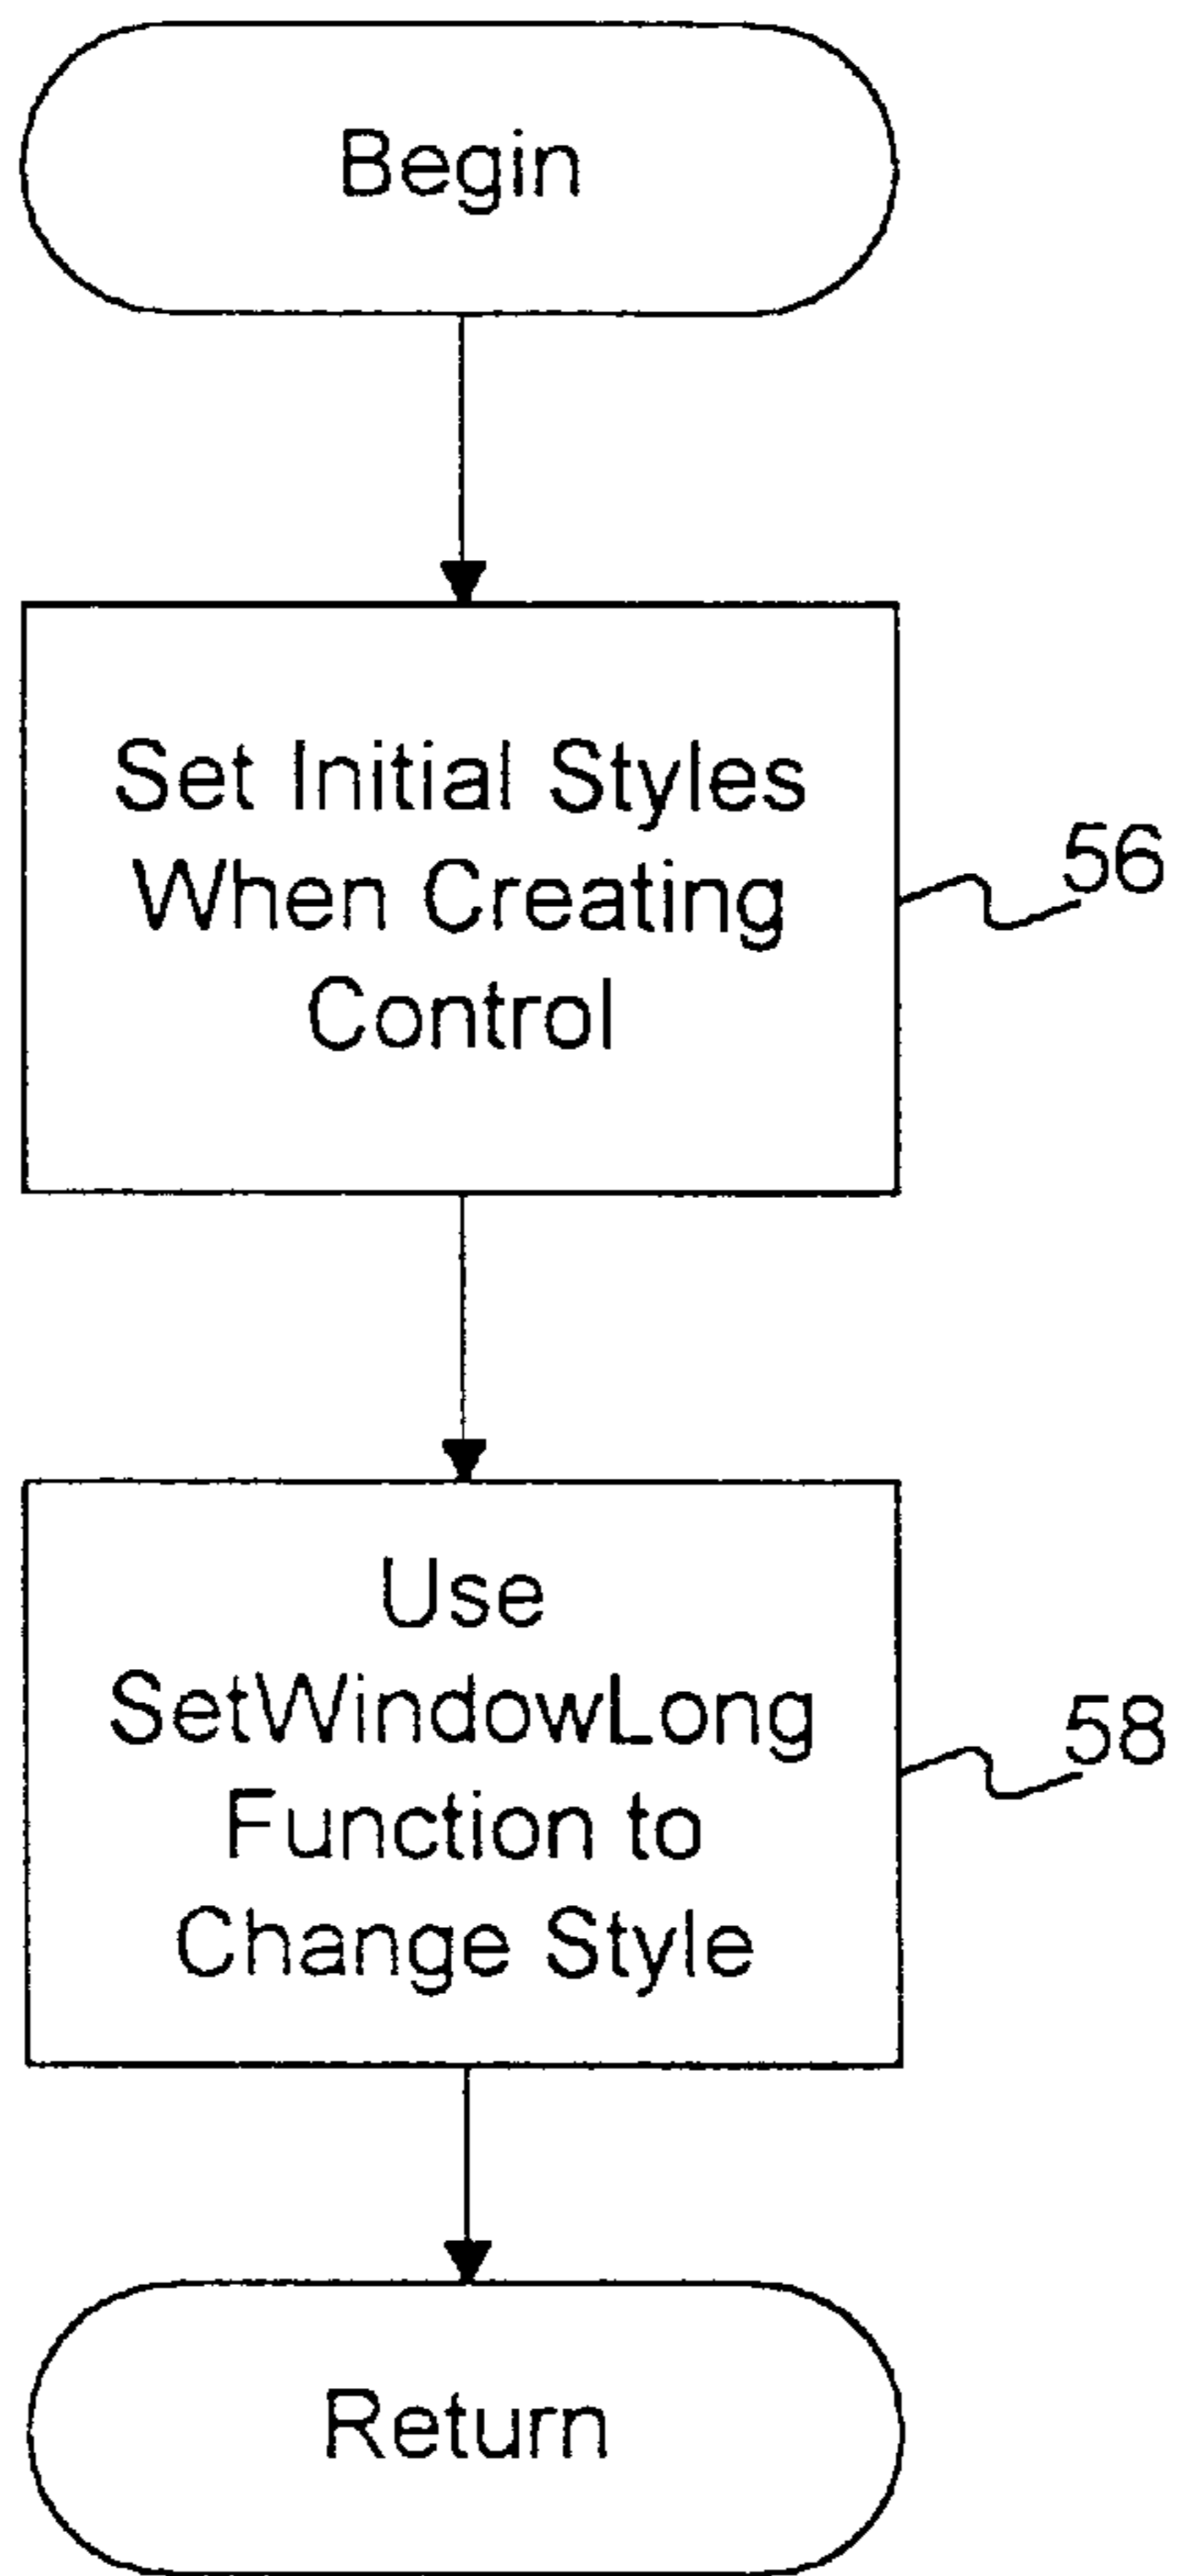 Begin
Set Initial Styles
When Creating
Control
56
Use
SetWindowLong
Function to
Change Style
58
Return